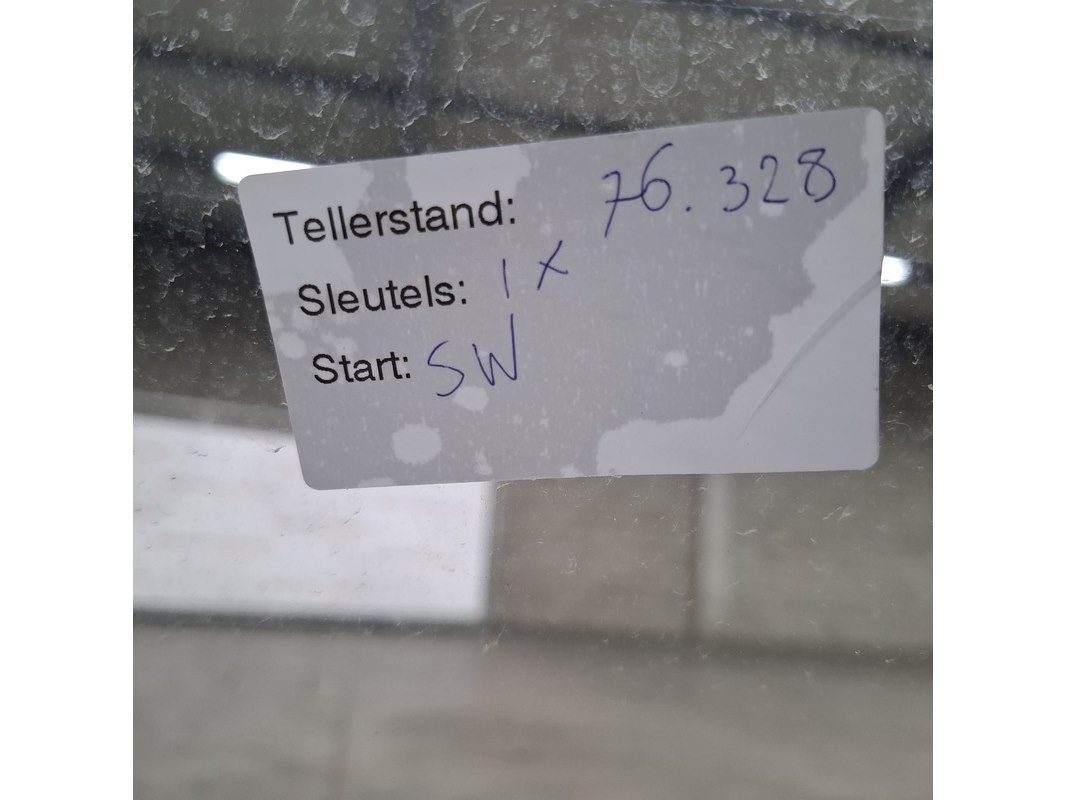 Tellerstand: 76.328
Sleutels: 1x
Start: SW